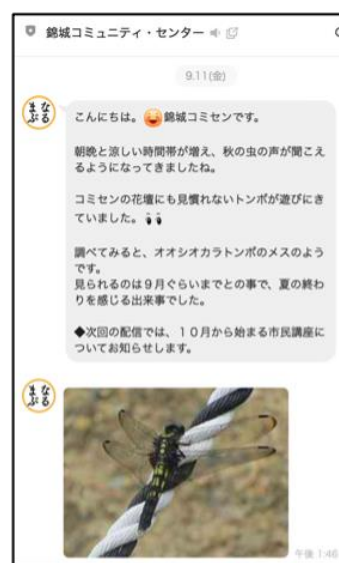 錦城コミュニティ・センター
9.11(金)
まなぶる
こんにちは。錦城コミセンです。
朝晩と涼しい時間帯が増え、秋の虫の声が聞こえ
るようになってきましたね。
コミセンの花壇にも見慣れないトンボが遊びにき
ていました。
調べてみると、オオシオカラトンボのメスのよう
です。
見られるのは９月ぐらいまでとの事で、夏の終わ
りを感じる出来事でした。
◆次回の配信では、１０月から始まる市民講座に
ついてお知らせします。
まなぶる
午後 1:46